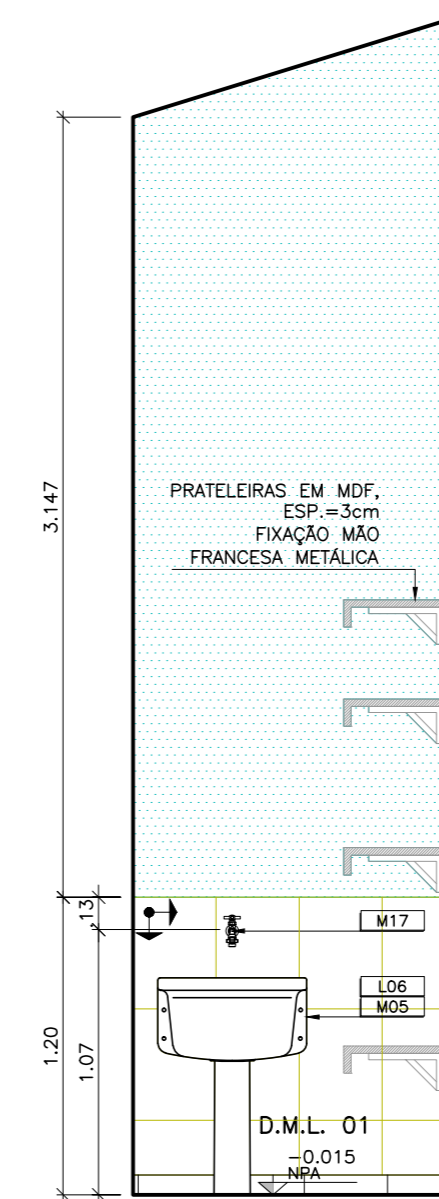 3.147
PRATELEIRAS EM MDF,
ESP.=3cm
FIXAÇÃO MÃO
FRANCESA METÁLICA
.13
M17
L06
M05
1.20
1.07
D.M.L. 01
-0.015
NPA